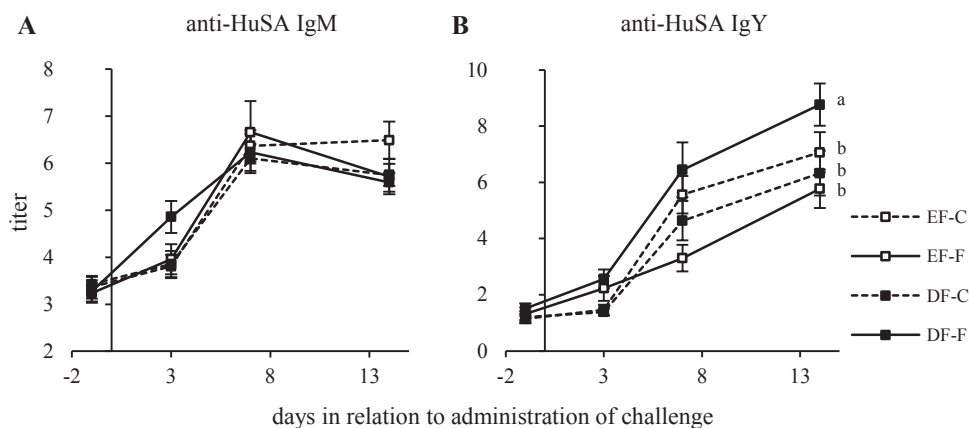 A anti-HuSA IgM
B anti-HuSA IgY
titer
8
7
6
5
4
3
2
-2 3 8 13
10
8
6
4
2
0
-2 3 8 13
a
b
b
b
EF-C
EF-F
DF-C
DF-F
days in relation to administration of challenge